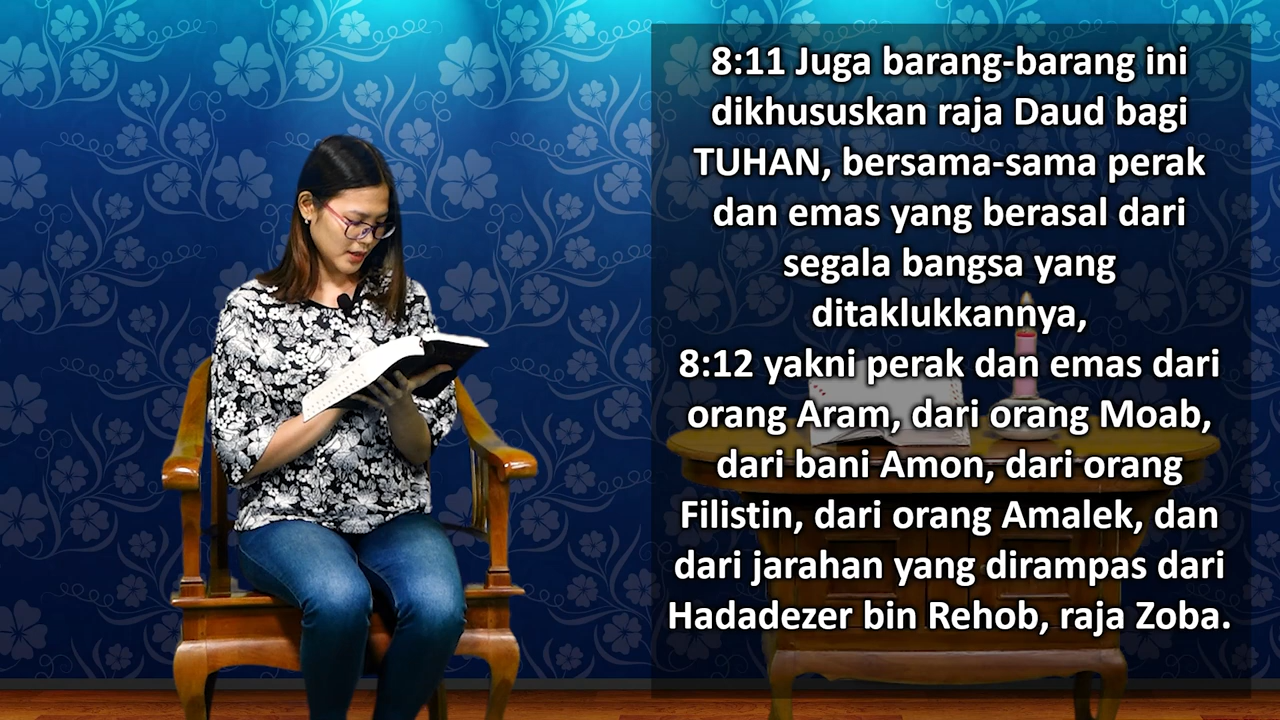 8:11 Juga barang-barang ini
dikhususkan raja Daud bagi
TUHAN, bersama-sama perak
dan emas yang berasal dari
segala bangsa yang
ditaklukkannya,
8:12 yakni perak dan emas dari
orang Aram, dari orang Moab,
dari bani Amon, dari orang
Filistin, dari orang Amalek, dan
dari jarahan yang dirampas dari
Hadadezer bin Rehob, raja Zoba.